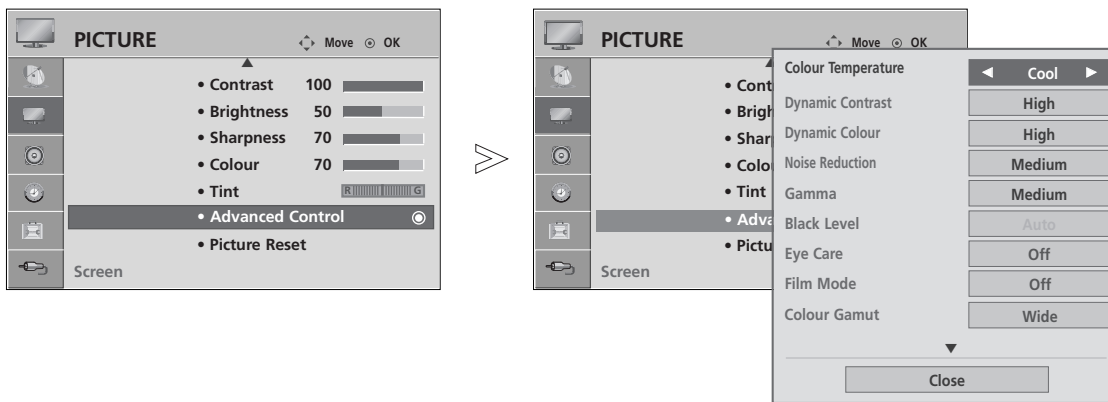 PICTURE
Move OK
• Contrast 100
• Brightness 50
• Sharpness 70
• Colour 70
• Tint R G
• Advanced Control
• Picture Reset
Screen
PICTURE
Move OK
• Cont
• Brigh
• Shar
• Colo
• Tint
• Adva
• Pictu
Screen
Colour Temperature Cool
Dynamic Contrast High
Dynamic Colour High
Noise Reduction Medium
Gamma Medium
Black Level Auto
Eye Care Off
Film Mode Off
Colour Gamut Wide
Close